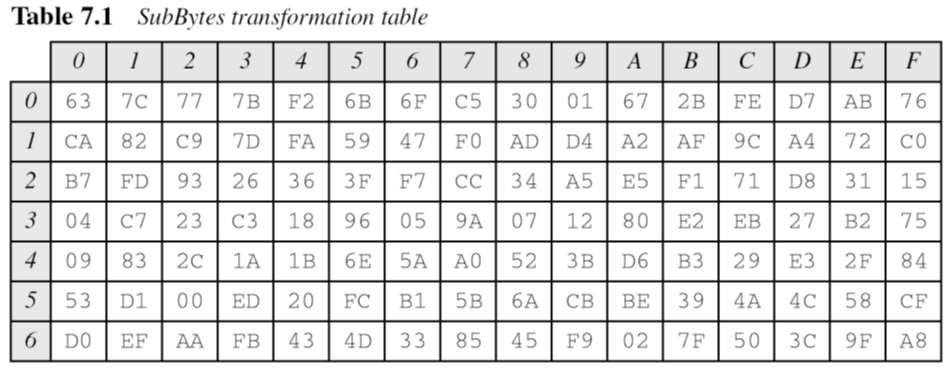 Table 7.1 SubBytes transformation table
0 1 2 3 4 5 6 7 8 9 A B C D E F
0 63 7C 77 7B F2 6B 6F C5 30 01 67 2B FE D7 AB 76
1 CA 82 C9 7D FA 59 47 F0 AD D4 A2 AF 9C A4 72 C0
2 B7 FD 93 26 36 3F F7 CC 34 A5 E5 F1 71 D8 31 15
3 04 C7 23 C3 18 96 05 9A 07 12 80 E2 EB 27 B2 75
4 09 83 2C 1A 1B 6E 5A A0 52 3B D6 B3 29 E3 2F 84
5 53 D1 00 ED 20 FC B1 5B 6A CB BE 39 4A 4C 58 CF
6 D0 EF AA FB 43 4D 33 85 45 F9 02 7F 50 3C 9F A8